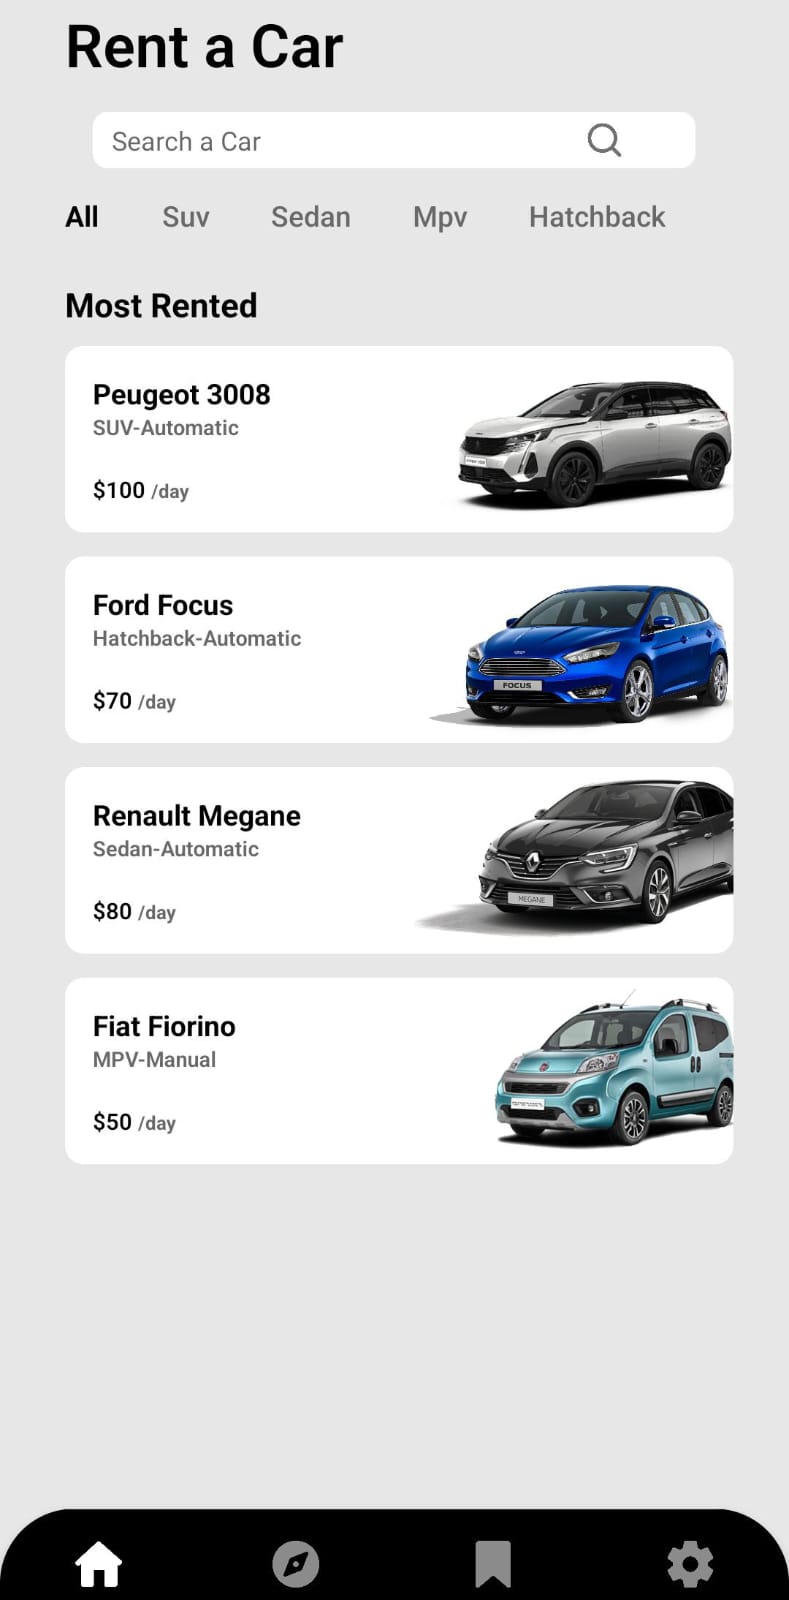 Rent a Car
Search a Car
All Suv Sedan Mpv Hatchback
Most Rented
Peugeot 3008
SUV-Automatic
$100 /day
Ford Focus
Hatchback-Automatic
$70 /day
FOCUS
Renault Megane
Sedan-Automatic
$80 /day
MEGANE
Fiat Fiorino
MPV-Manual
$50 /day